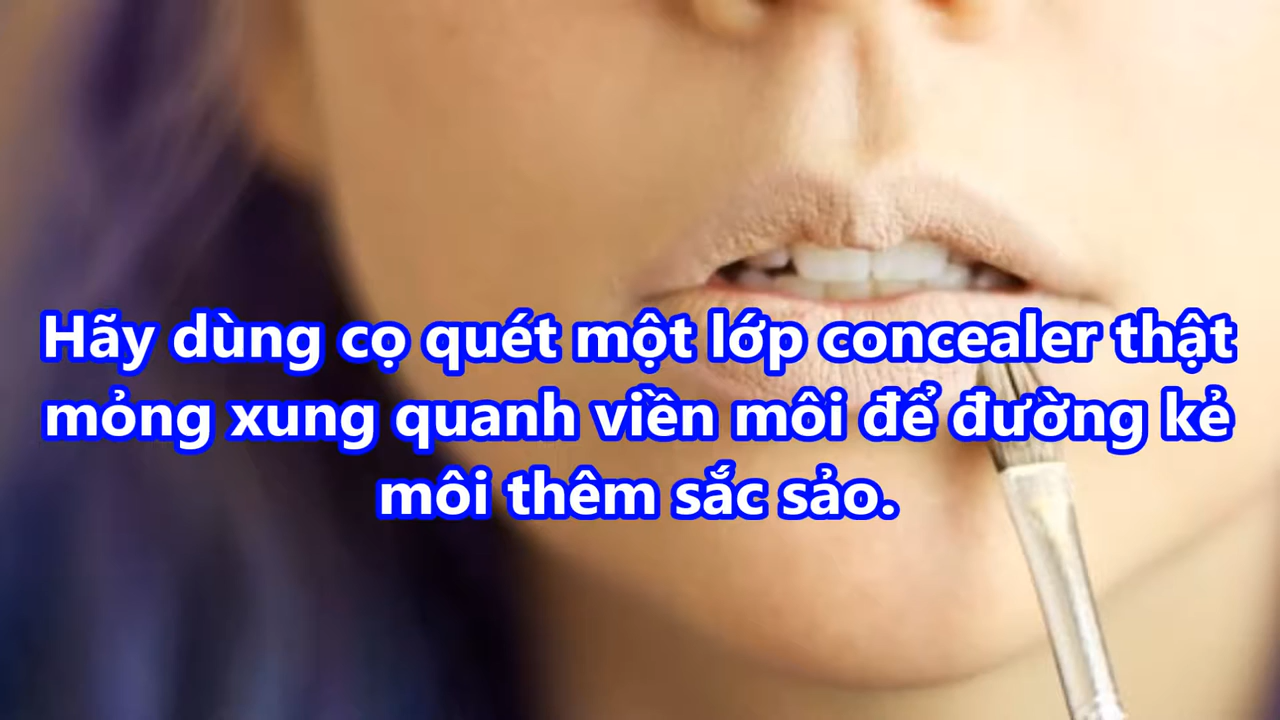 Hãy dùng cọ quét một lớp concealer thật
mỏng xung quanh viền môi để đường kẻ
môi thêm sắc sảo.